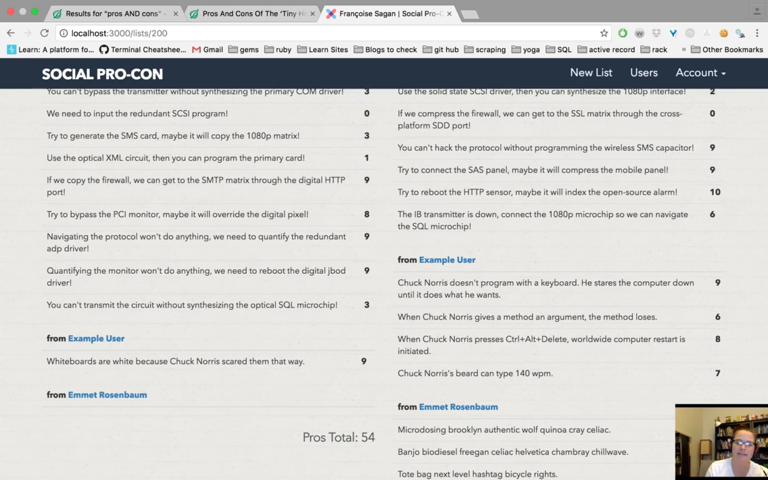 Results for "pros AND cons"
Pros And Cons Of The 'Tiny H
Françoise Sagan | Social Pro-C
localhost:3000/lists/200
Learn: A platform fo...
Terminal Cheatshee...
Gmail
gems
ruby
Learn Sites
Blogs to check
git hub
scraping
yoga
SQL
active record
rack
Other Bookmarks
SOCIAL PRO-CON
New List
Users
Account
You can't bypass the transmitter without synthesizing the primary COM driver! 3
We need to input the redundant SCSI program! 0
Try to generate the SMS card, maybe it will copy the 1080p matrix! 3
Use the optical XML circuit, then you can program the primary card! 1
If we copy the firewall, we can get to the SMTP matrix through the digital HTTP 9
port!
Try to bypass the PCI monitor, maybe it will override the digital pixel! 8
Navigating the protocol won't do anything, we need to quantify the redundant 9
adp driver!
Quantifying the monitor won't do anything, we need to reboot the digital jbod 9
driver!
You can't transmit the circuit without synthesizing the optical SQL microchip! 3
from Example User
Whiteboards are white because Chuck Norris scared them that way. 9
from Emmet Rosenbaum
Pros Total: 54
Use the solid state SCSI driver, then you can synthesize the 1080p interface! 2
If we compress the firewall, we can get to the SSL matrix through the cross- 0
platform SDD port!
You can't hack the protocol without programming the wireless SMS capacitor! 9
Try to connect the SAS panel, maybe it will compress the mobile panel! 9
Try to reboot the HTTP sensor, maybe it will index the open-source alarm! 10
The IB transmitter is down, connect the 1080p microchip so we can navigate 6
the SQL microchip!
from Example User
Chuck Norris doesn't program with a keyboard. He stares the computer down 9
until it does what he wants.
When Chuck Norris gives a method an argument, the method loses. 6
When Chuck Norris presses Ctrl+Alt+Delete, worldwide computer restart is 8
initiated.
Chuck Norris's beard can type 140 wpm. 7
from Emmet Rosenbaum
Microdosing brooklyn authentic wolf quinoa cray celiac.
Banjo biodiesel freegan celiac helvetica chambray chillwave.
Tote bag next level hashtag bicycle rights.